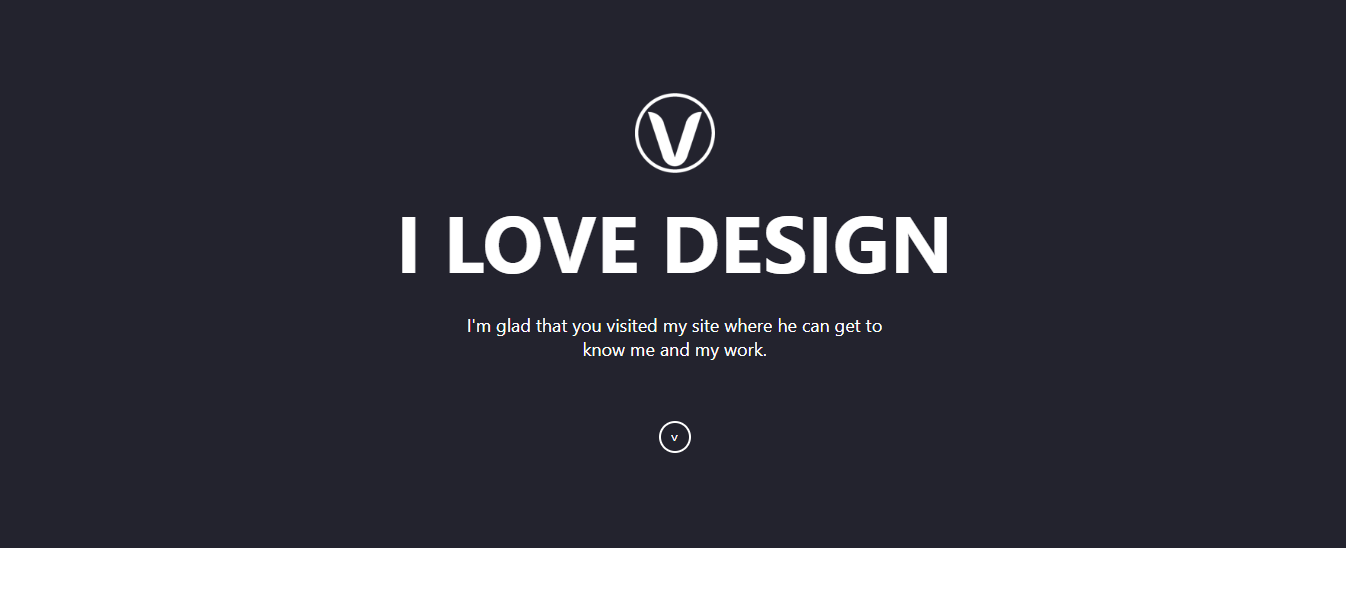 V
I LOVE DESIGN
I'm glad that you visited my site where he can get to
know me and my work.
v